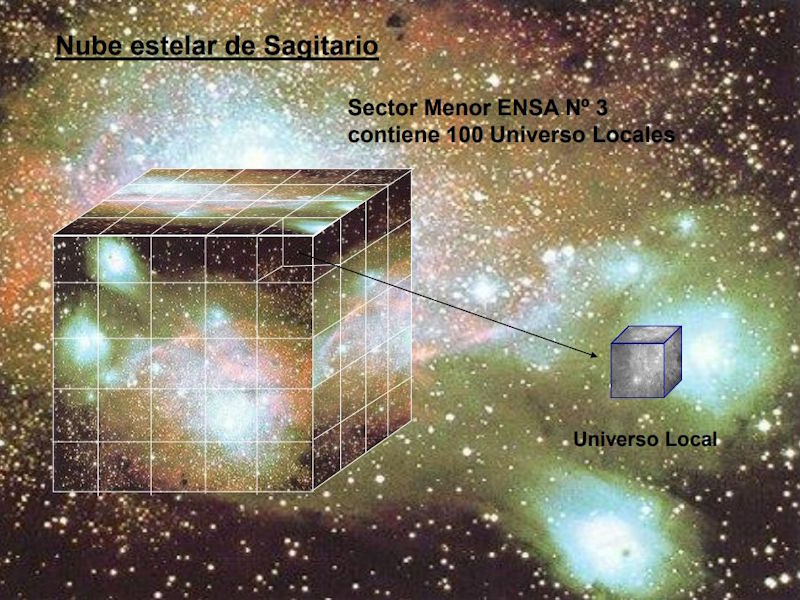 Nube estelar de Sagitario
Sector Menor ENSA Nº 3
contiene 100 Universo Locales
Universo Local